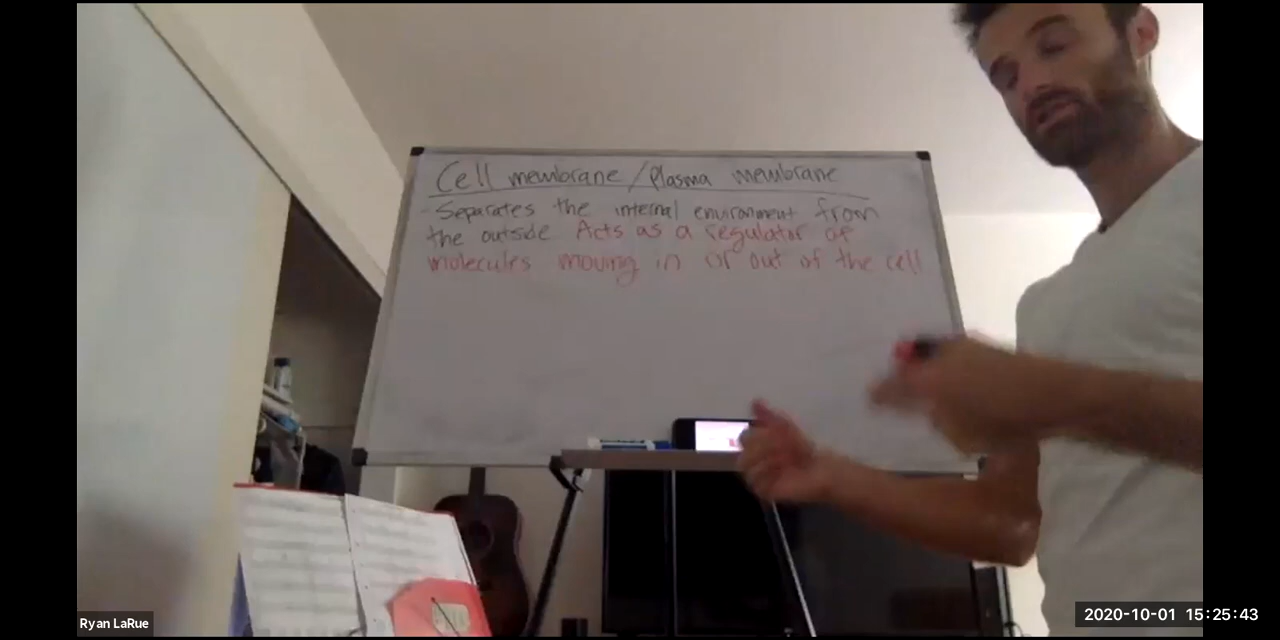 Cell membrane / Plasma membrane
- Separates the internal environment from
the outside Acts as a regulator of
molecules moving in or out of the cell
Ryan LaRue
2020-10-01 15:25:43